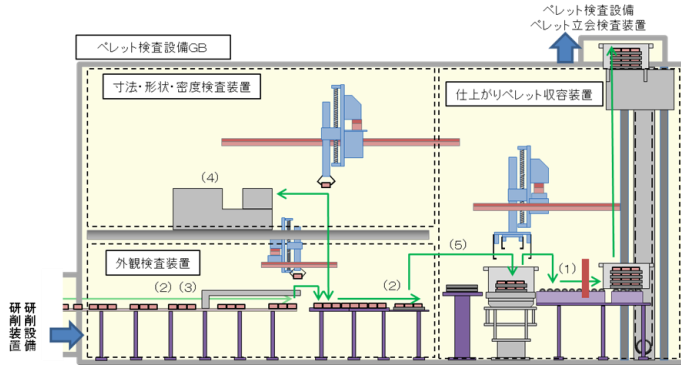 ペレット検査設備
ペレット立会検査装置
ペレット検査設備GB
寸法・形状・密度検査装置
仕上がりペレット収容装置
(4)
外観検査装置
(5)
(2) (3)
(2)
(1)
研削設備
研削装置